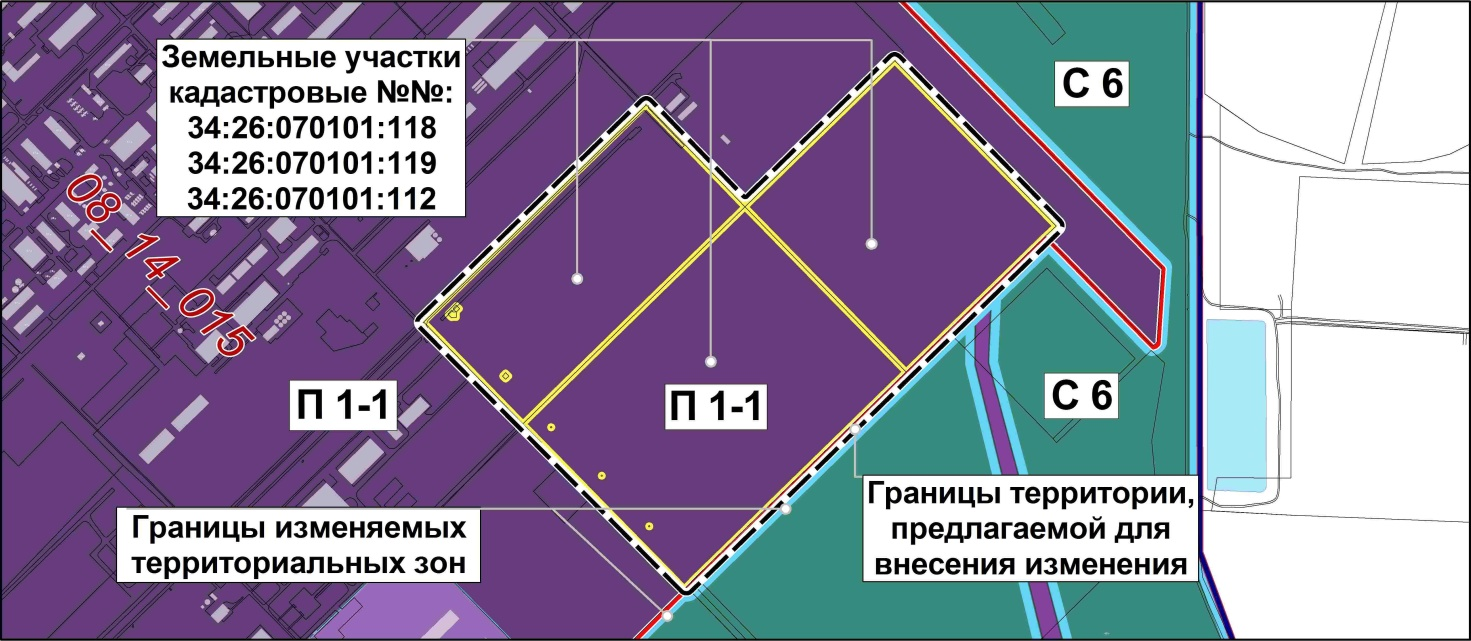 Земельные участки
кадастровые №№:
34:26:070101:118
34:26:070101:119
34:26:070101:112
С 6
08_14_015
П 1-1
П 1-1
С 6
Границы изменяемых
территориальных зон
Границы территории,
предлагаемой для
внесения изменения